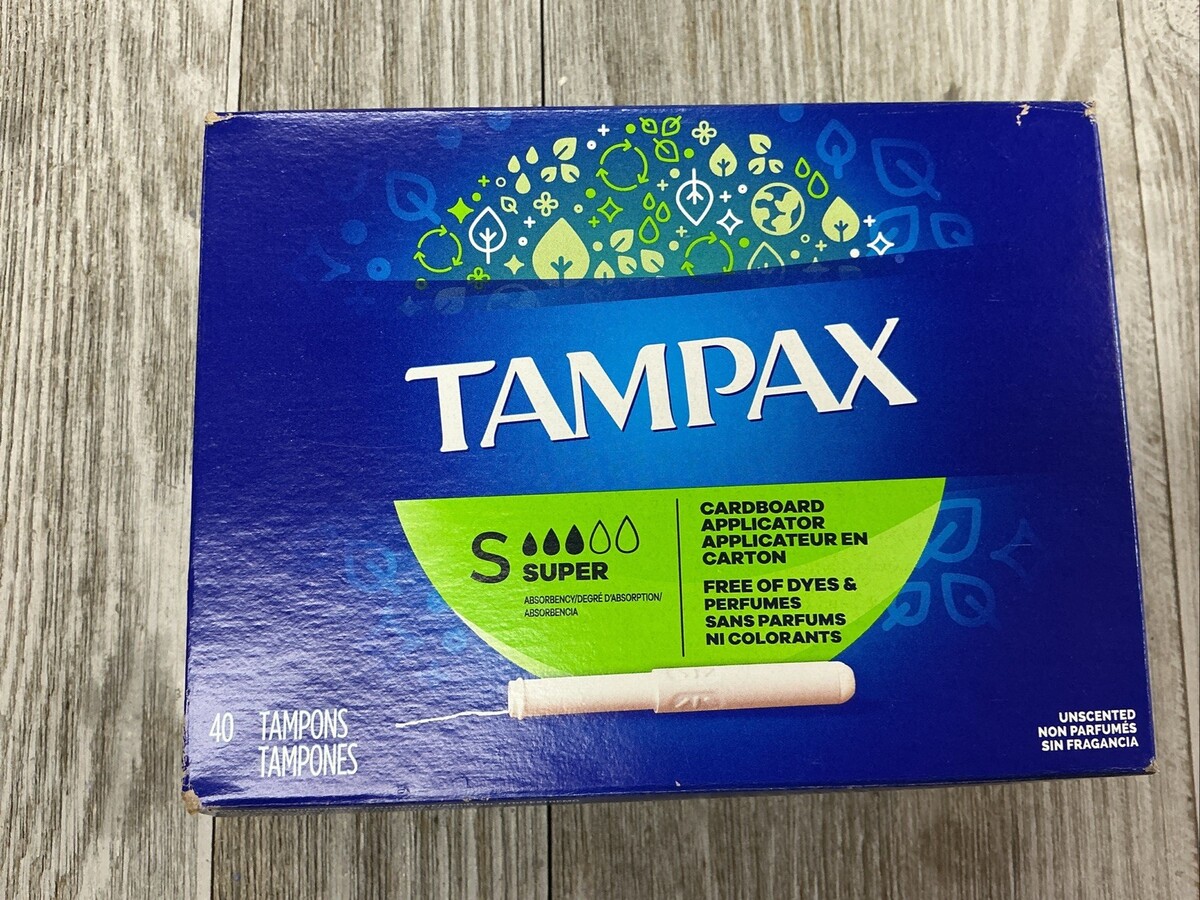 TAMPAX
S SUPER
ABSORBENCY/DEGRÉ D'ABSORPTION/
ABSORBENCIA
CARDBOARD
APPLICATOR
APPLICATEUR EN
CARTON
FREE OF DYES &
PERFUMES
SANS PARFUMS
NI COLORANTS
40 TAMPONS
TAMPONES
UNSCENTED
NON PARFUMÉS
SIN FRAGANCIA